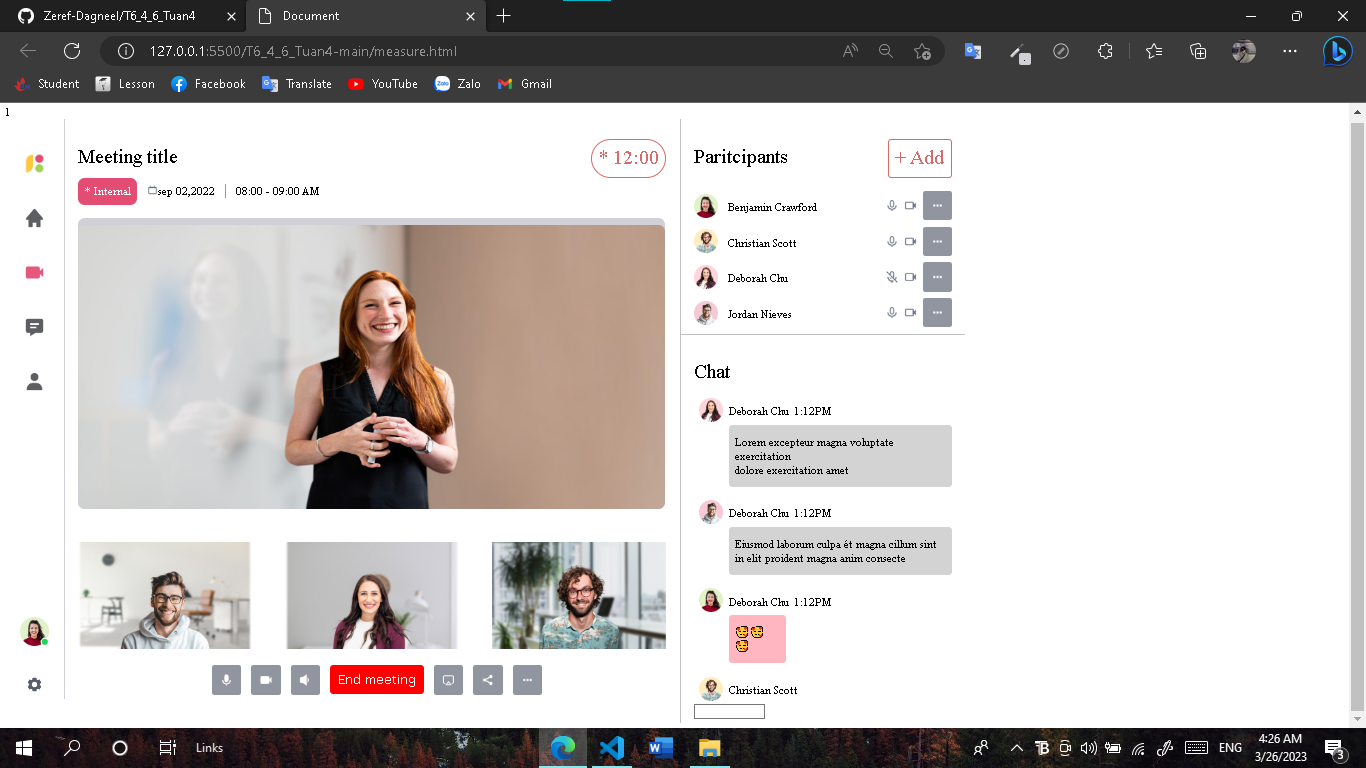 Zeref-Dagneel/T6_4_6_Tuan4
Document
127.0.0.1:5500/T6_4_6_Tuan4-main/measure.html
Student
Lesson
Facebook
Translate
YouTube
Zalo
Gmail
1
Meeting title
* 12:00
* Internal
sep 02,2022
08:00 - 09:00 AM
End meeting
Paritcipants
+ Add
Benjamin Crawford
Christian Scott
Deborah Chu
Jordan Nieves
Chat
Deborah Chu 1:12PM
Lorem excepteur magna voluptate
exercitation
dolore exercitation amet
Deborah Chu 1:12PM
Eiusmod laborum culpa ét magna cillum sint
in elit proident magna anim consecte
Deborah Chu 1:12PM
Christian Scott
Links
ENG
4:26 AM
3/26/2023
3